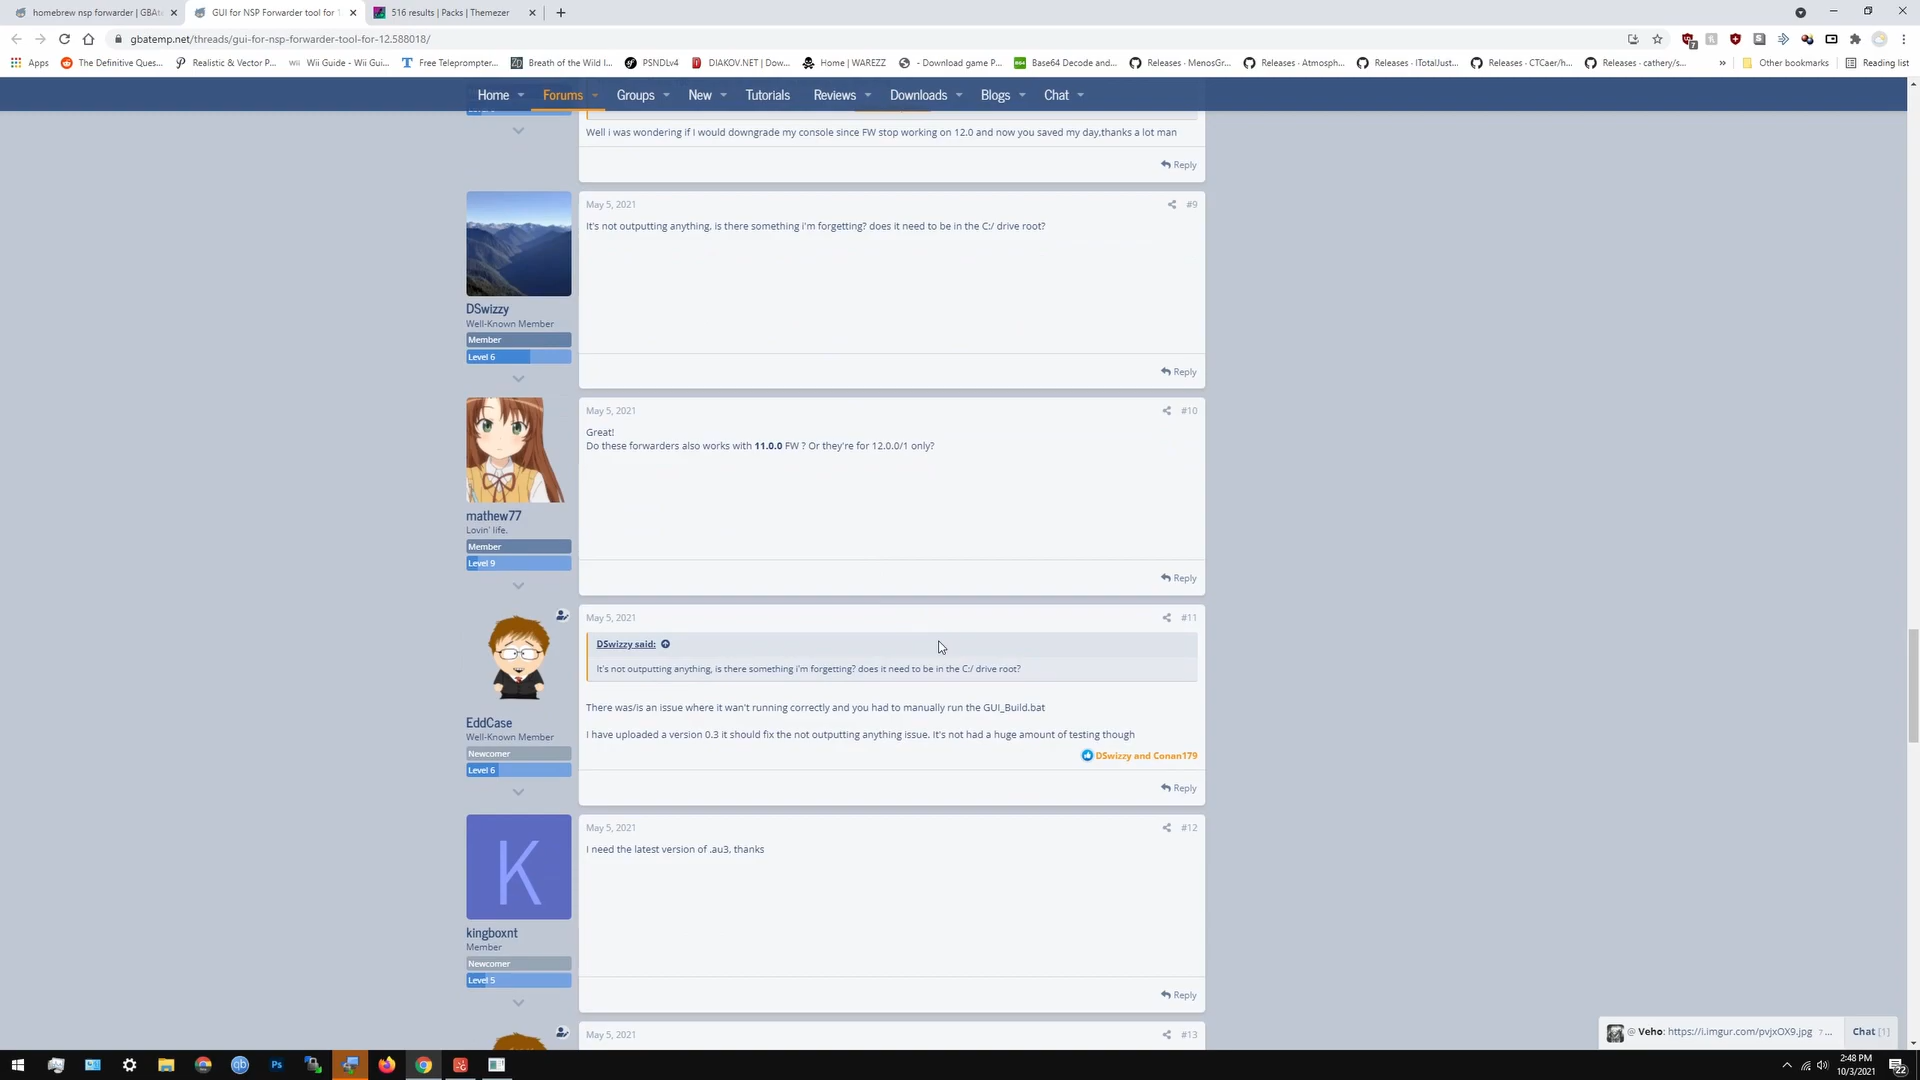 homebrew nsp forwarder | GBAt
GUI for NSP Forwarder tool for 1
516 results | Packs | Themezer
gbatemp.net/threads/gui-for-nsp-forwarder-tool-for-12.588018/
Apps
The Definitive Ques...
Realistic & Vector P...
Wii Guide - Wii Gui...
Free Teleprompter...
Breath of the Wild I...
PSNDLv4
DIAKOV.NET | Dow...
Home | WAREZZ
- Download game P...
Base64 Decode and...
Releases · MenosGr...
Releases · Atmosph...
Releases · ITotalJust...
Releases · CTCaer/h...
Releases · cathery/s...
»
Other bookmarks
Reading list
Home
Forums
Groups
New
Tutorials
Reviews
Downloads
Blogs
Chat
Well i was wondering if I would downgrade my console since FW stop working on 12.0 and now you saved my day,thanks a lot man
Reply
May 5, 2021
#9
It's not outputting anything, is there something i'm forgetting? does it need to be in the C:/ drive root?
DSwizzy
Well-Known Member
Member
Level 6
Reply
May 5, 2021
#10
Great!
Do these forwarders also works with 11.0.0 FW ? Or they're for 12.0.0/1 only?
mathew77
Lovin' life.
Member
Level 9
Reply
May 5, 2021
#11
DSwizzy said:
It's not outputting anything, is there something i'm forgetting? does it need to be in the C:/ drive root?
There was/is an issue where it wan't running correctly and you had to manually run the GUI_Build.bat
I have uploaded a version 0.3 it should fix the not outputting anything issue. It's not had a huge amount of testing though
DSwizzy and Conan179
EddCase
Well-Known Member
Newcomer
Level 6
Reply
May 5, 2021
#12
I need the latest version of .au3, thanks
K
kingboxnt
Member
Newcomer
Level 5
Reply
May 5, 2021
#13
@ Veho: https://i.imgur.com/pvjxOX9.jpg 7 ...
Chat [1]
2:48 PM
10/3/2021
22